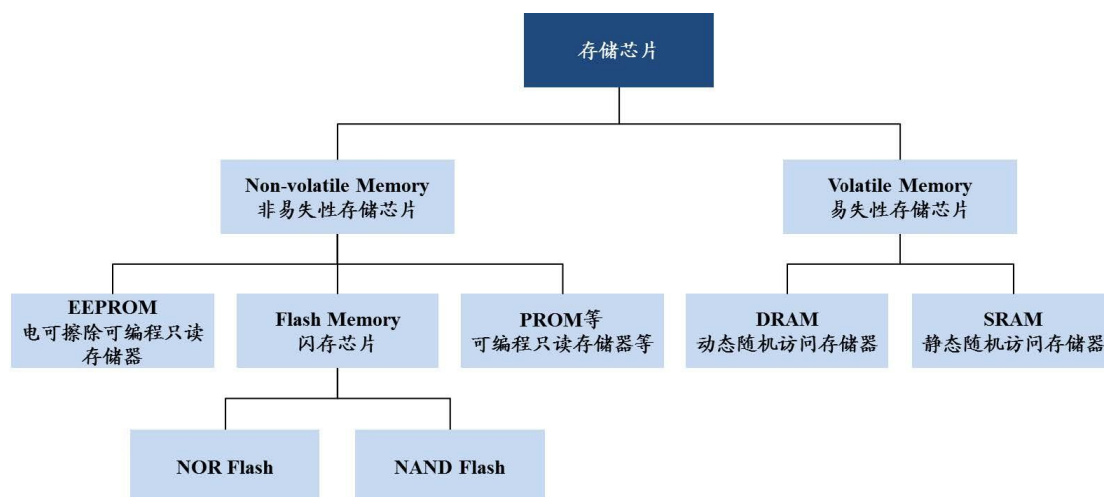 存储芯片
Non-volatile Memory
非易失性存储芯片
Volatile Memory
易失性存储芯片
EEPROM
电可擦除可编程只读
存储器
Flash Memory
闪存芯片
PROM等
可编程只读存储器等
DRAM
动态随机访问存储器
SRAM
静态随机访问存储器
NOR Flash
NAND Flash